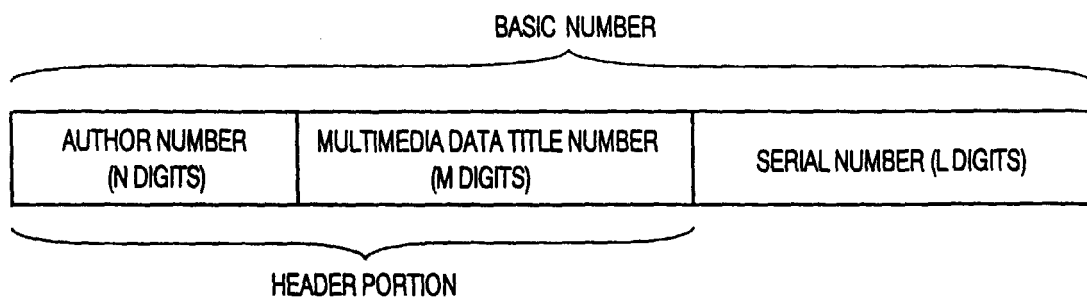 BASIC NUMBER
AUTHOR NUMBER
(N DIGITS)
MULTIMEDIA DATA TITLE NUMBER
(M DIGITS)
SERIAL NUMBER (L DIGITS)
HEADER PORTION